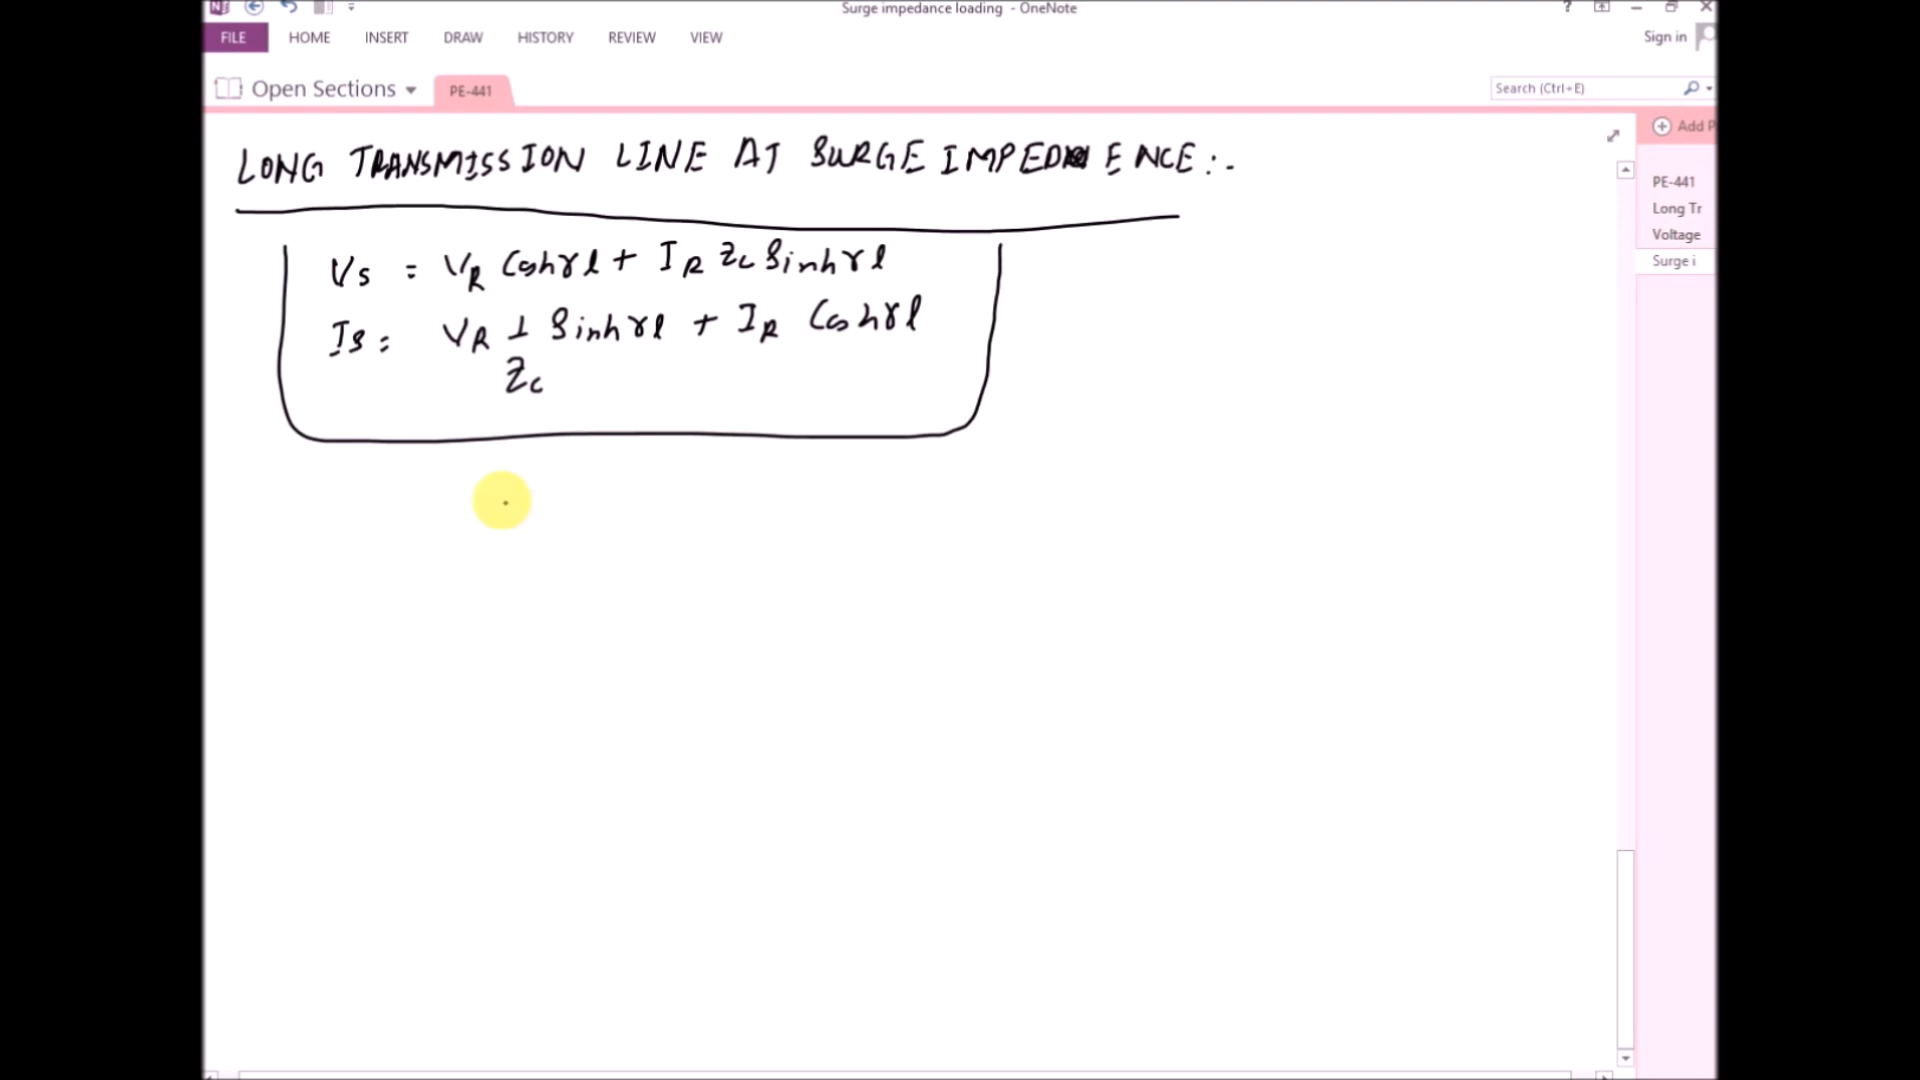 Surge impedance loading - OneNote
?
FILE HOME INSERT DRAW HISTORY REVIEW VIEW
Sign in
Open Sections PE-441
Search (Ctrl+E)
Add P
PE-441
Long Tr
Voltage
Surge i
LONG TRANSMISSION LINE AT SURGE IMPEDENCE:-
Vs = VR Coshγl + IR Zc Sinhγl
Is = VR 1/Zc Sinhγl + IR Coshγl